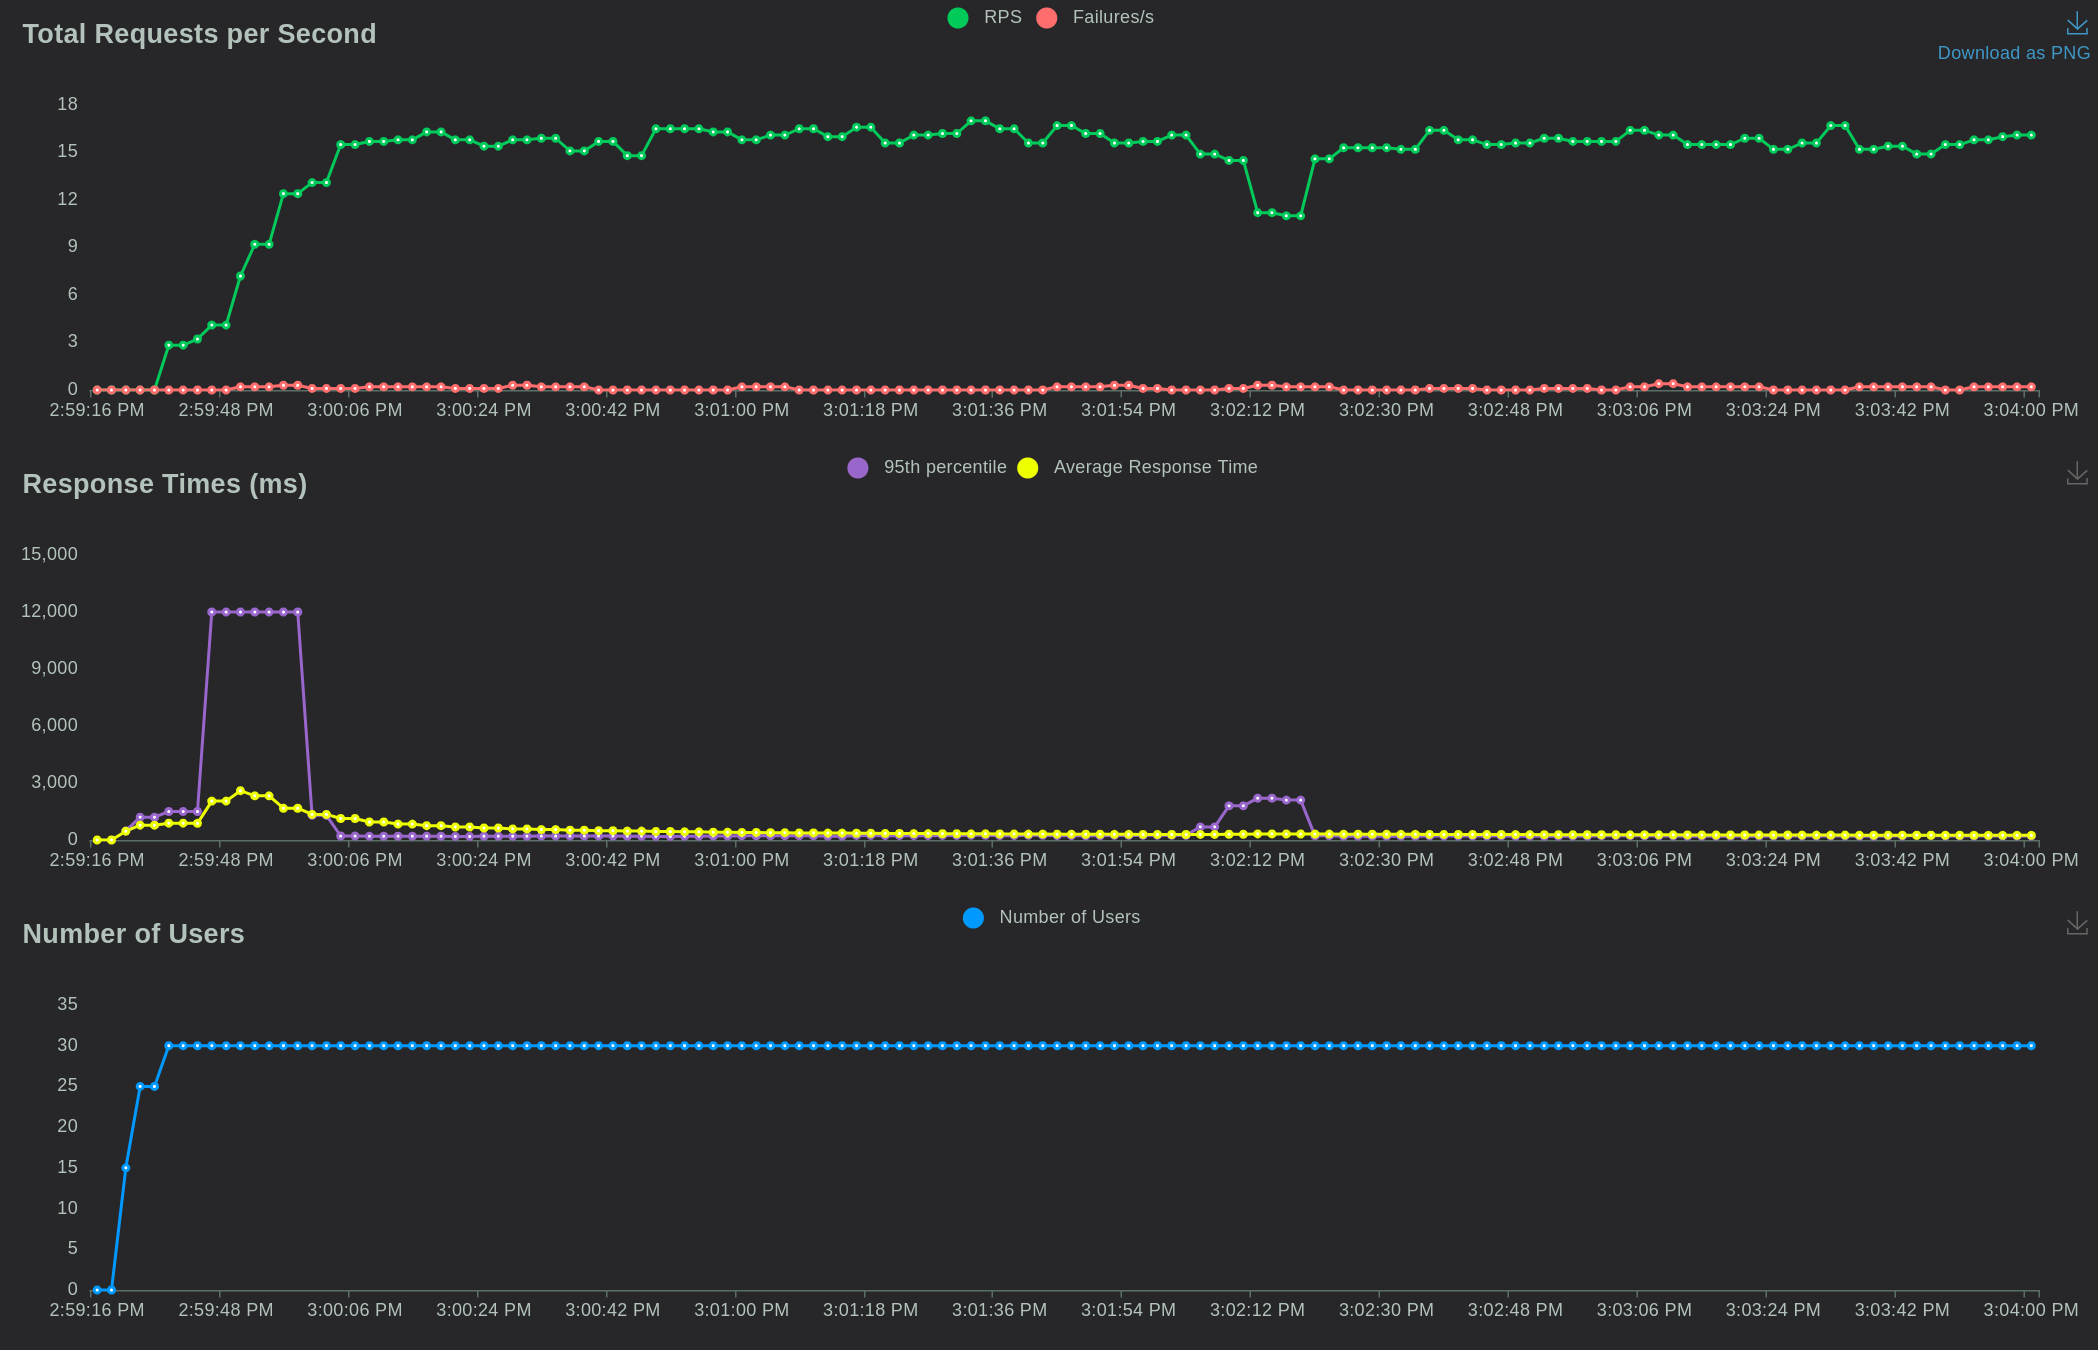 Total Requests per Second
RPS Failures/s
Download as PNG
18
15
12
9
6
3
0
2:59:16 PM 2:59:48 PM 3:00:06 PM 3:00:24 PM 3:00:42 PM 3:01:00 PM 3:01:18 PM 3:01:36 PM 3:01:54 PM 3:02:12 PM 3:02:30 PM 3:02:48 PM 3:03:06 PM 3:03:24 PM 3:03:42 PM 3:04:00 PM
Response Times (ms)
95th percentile Average Response Time
15,000
12,000
9,000
6,000
3,000
0
2:59:16 PM 2:59:48 PM 3:00:06 PM 3:00:24 PM 3:00:42 PM 3:01:00 PM 3:01:18 PM 3:01:36 PM 3:01:54 PM 3:02:12 PM 3:02:30 PM 3:02:48 PM 3:03:06 PM 3:03:24 PM 3:03:42 PM 3:04:00 PM
Number of Users
Number of Users
35
30
25
20
15
10
5
0
2:59:16 PM 2:59:48 PM 3:00:06 PM 3:00:24 PM 3:00:42 PM 3:01:00 PM 3:01:18 PM 3:01:36 PM 3:01:54 PM 3:02:12 PM 3:02:30 PM 3:02:48 PM 3:03:06 PM 3:03:24 PM 3:03:42 PM 3:04:00 PM